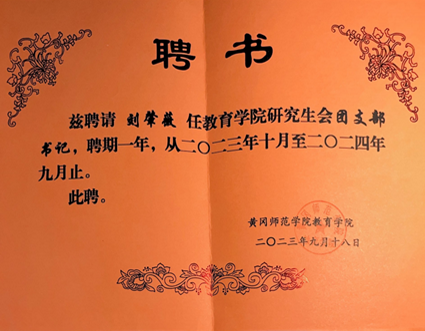 聘书
兹聘请 刘肇薇 任教育学院研究生会团支部
书记，聘期一年，从二〇二三年十月至二〇二四年
九月止。
此聘。
黄冈师范学院教育学院
二〇二三年九月十八日